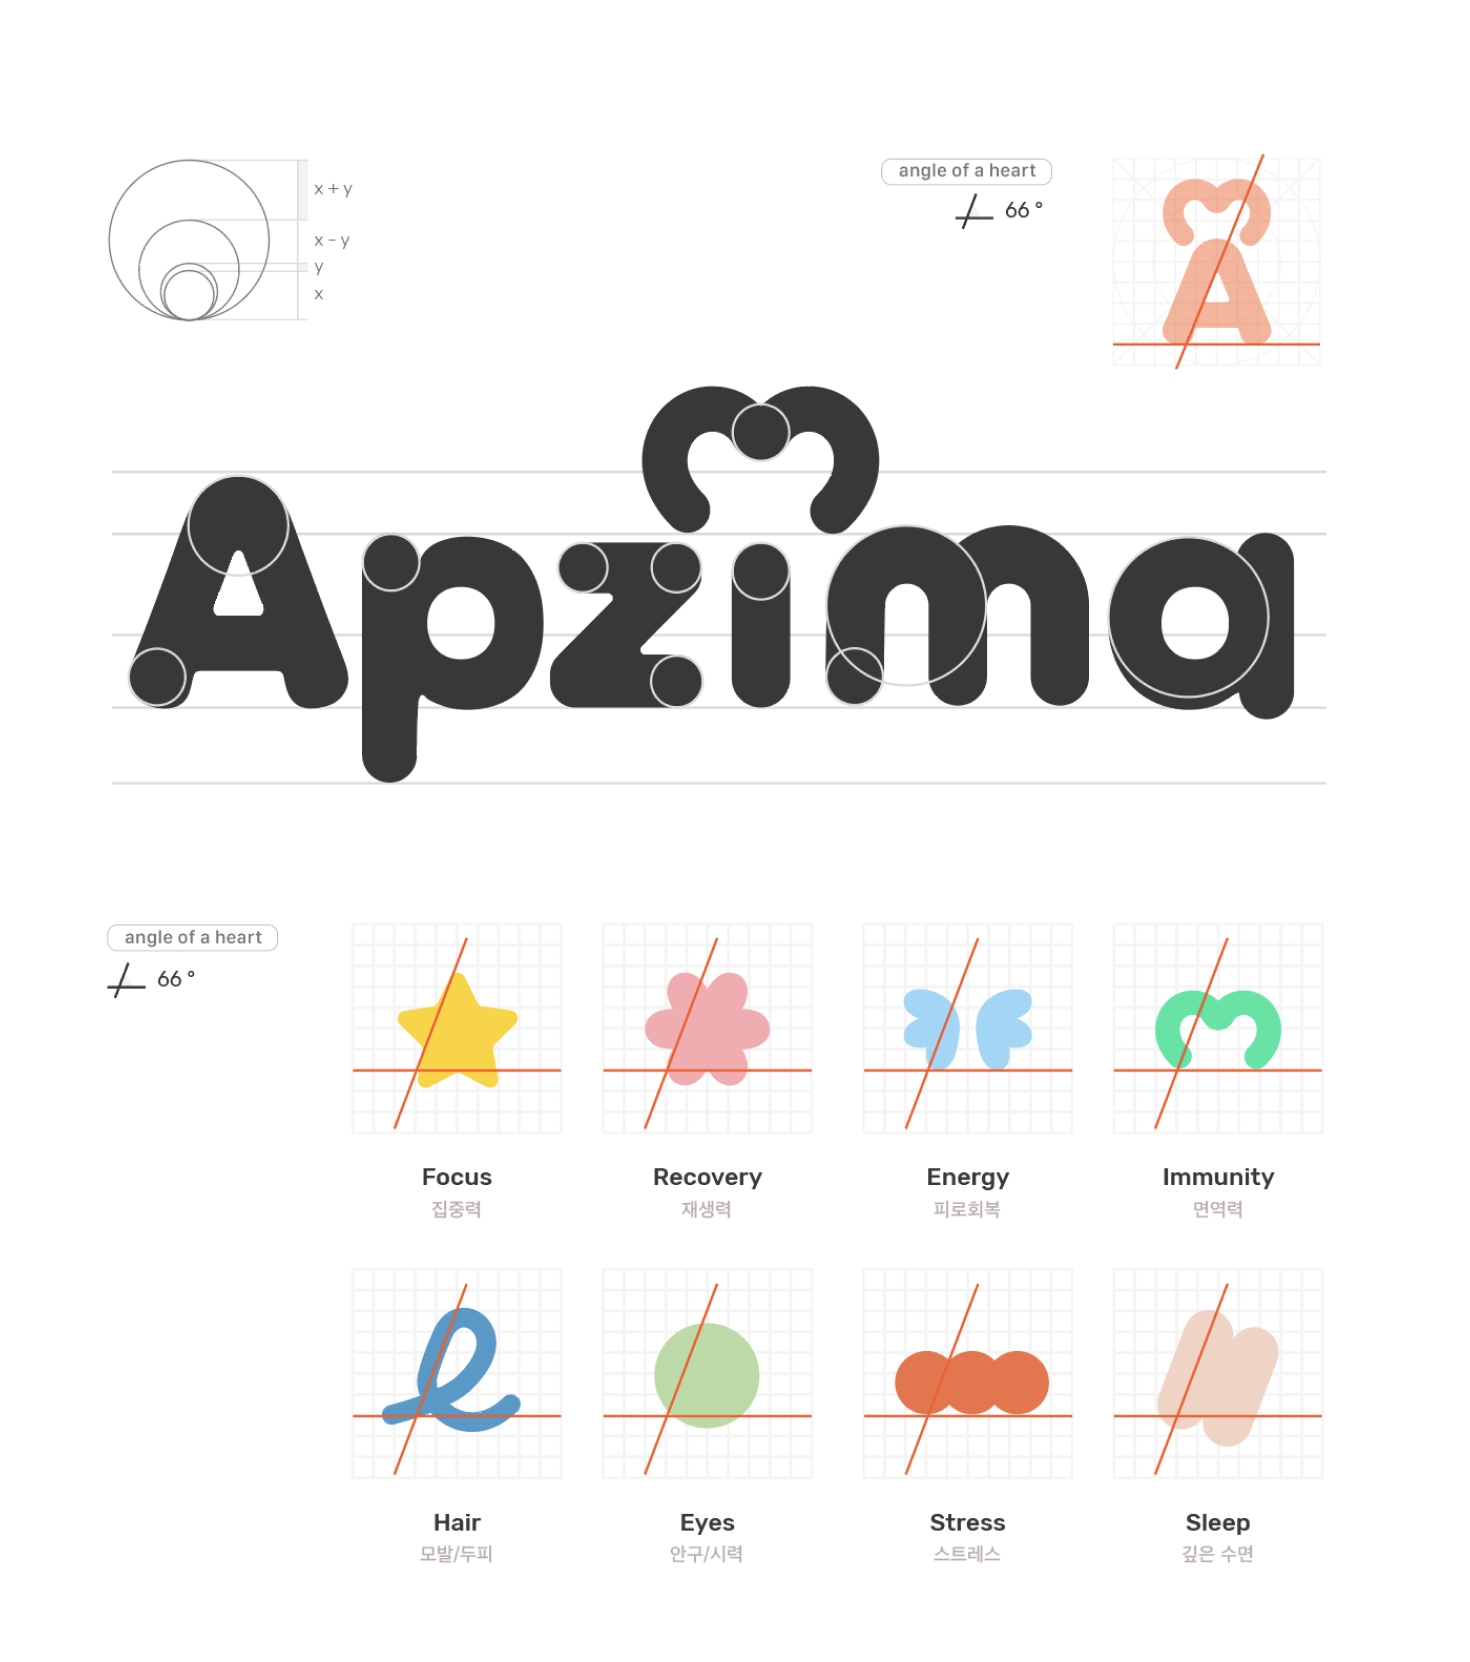 x + y
x - y
y
x
angle of a heart
66 °
A
Apzima
angle of a heart
66 °
Focus
집중력
Recovery
재생력
Energy
피로회복
Immunity
면역력
Hair
모발/두피
Eyes
안구/시력
Stress
스트레스
Sleep
깊은 수면